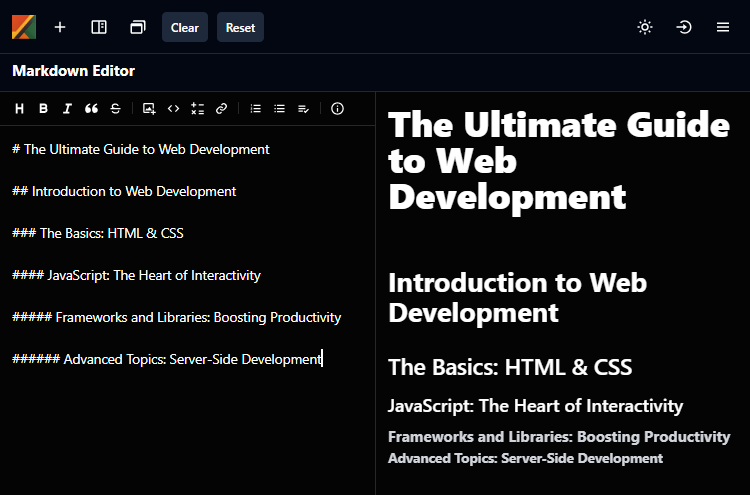 Clear Reset
Markdown Editor
H B I
# The Ultimate Guide to Web Development
## Introduction to Web Development
### The Basics: HTML & CSS
#### JavaScript: The Heart of Interactivity
##### Frameworks and Libraries: Boosting Productivity
###### Advanced Topics: Server-Side Development
The Ultimate Guide
to Web
Development
Introduction to Web
Development
The Basics: HTML & CSS
JavaScript: The Heart of Interactivity
Frameworks and Libraries: Boosting Productivity
Advanced Topics: Server-Side Development